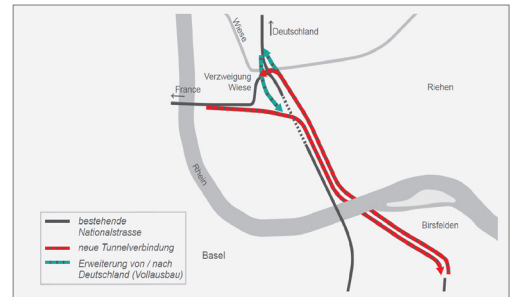 Wiese
Deutschland
Verzweigung
Wiese
France
Riehen
Rhein
Birsfelden
Basel
bestehende
Nationalstrasse
neue Tunnelverbindung
Erweiterung von / nach
Deutschland (Vollausbau)